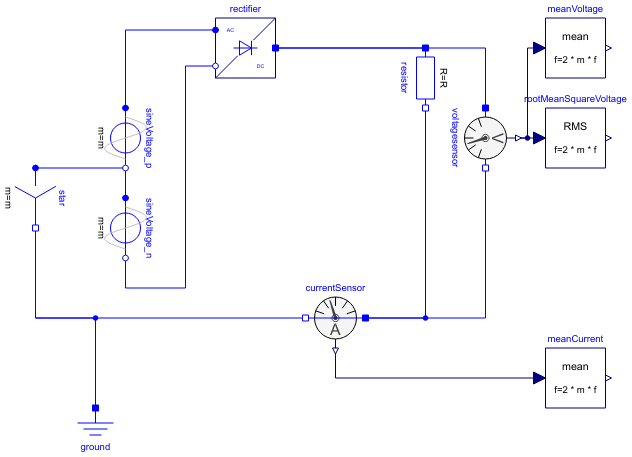 rectifier
AC
DC
meanVoltage
mean
f=2 * m * f
rootMeanSquareVoltage
RMS
f=2 * m * f
resistor
R=R
voltagesensor
sineVoltage_p
m=m
sineVoltage_n
m=m
star
m=m
currentSensor
A
meanCurrent
mean
f=2 * m * f
ground